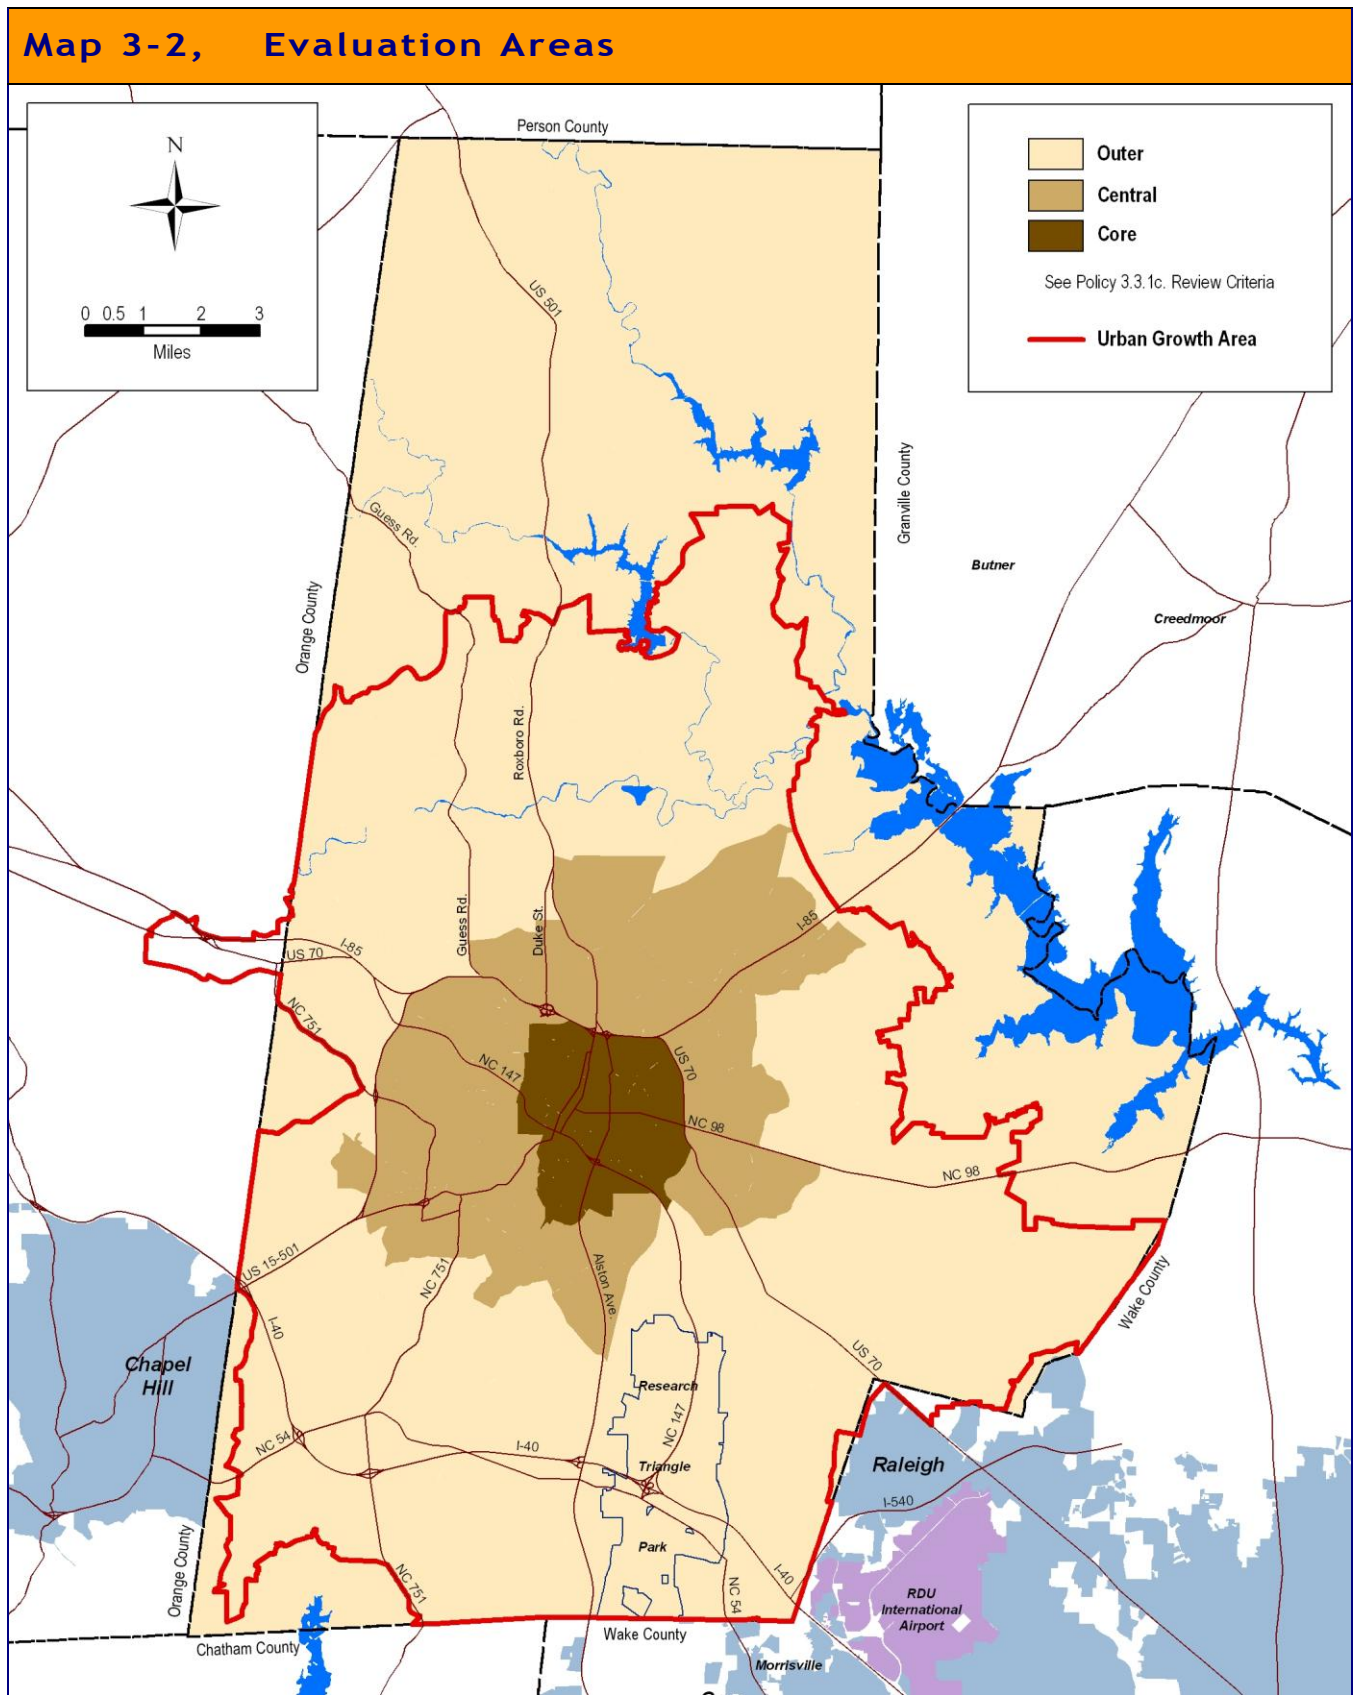 Map 3-2, Evaluation Areas
Person County
N
0 0.5 1 2 3
Miles
Outer
Central
Core
See Policy 3.3.1c. Review Criteria
Urban Growth Area
US 501
Granville County
Guess Rd.
Butner
Orange County
Creedmoor
Roxboro Rd.
Guess Rd.
Duke St.
I-85
I-85
US 70
NC 751
NC 147
US 70
NC 98
NC 98
US 15-501
NC 751
Alston Ave.
Wake County
I-40
Chapel
Hill
US 70
Research
NC 147
NC 54
I-40
Triangle
Raleigh
I-540
Orange County
Park
I-40
NC 751
NC 54
RDU
International
Airport
Chatham County
Wake County
Morrisville